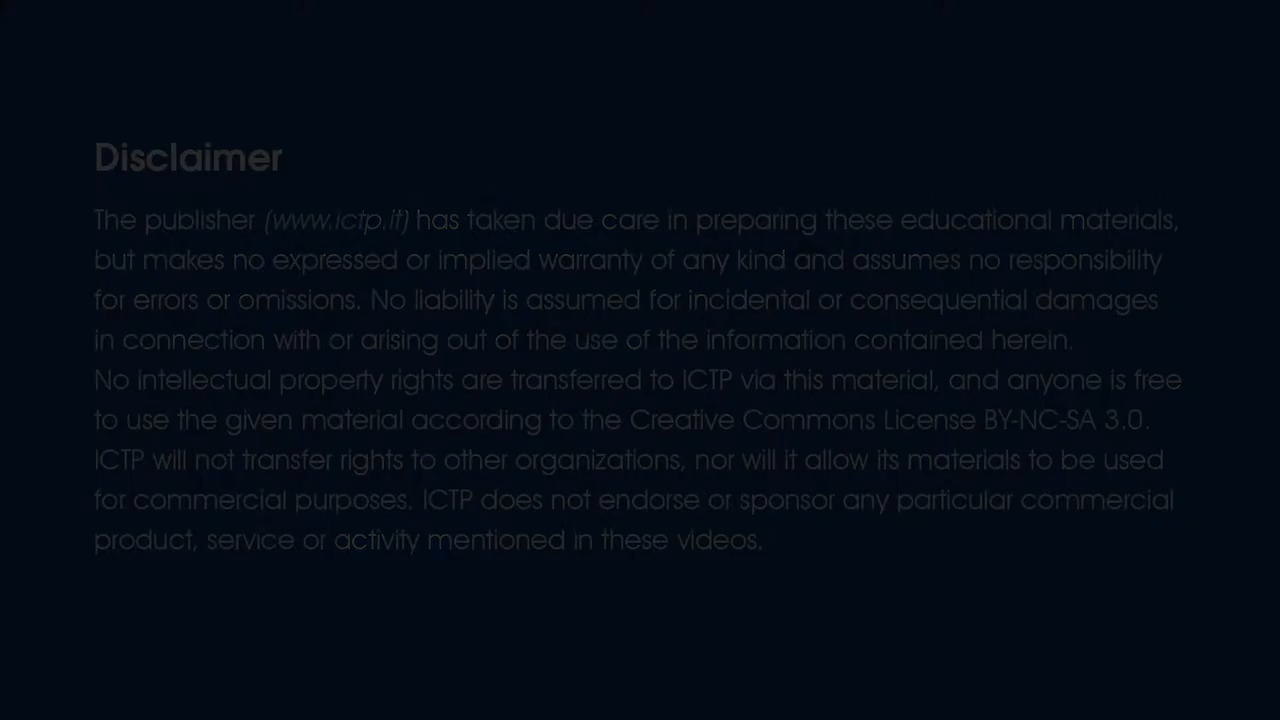 Disclaimer
The publisher (www.ictp.it) has taken due care in preparing these educational materials,
but makes no expressed or implied warranty of any kind and assumes no responsibility
for errors or omissions. No liability is assumed for incidental or consequential damages
in connection with or arising out of the use of the information contained herein.
No intellectual property rights are transferred to ICTP via this material, and anyone is free
to use the given material according to the Creative Commons License BY-NC-SA 3.0.
ICTP will not transfer rights to other organizations, nor will it allow its materials to be used
for commercial purposes. ICTP does not endorse or sponsor any particular commercial
product, service or activity mentioned in these videos.